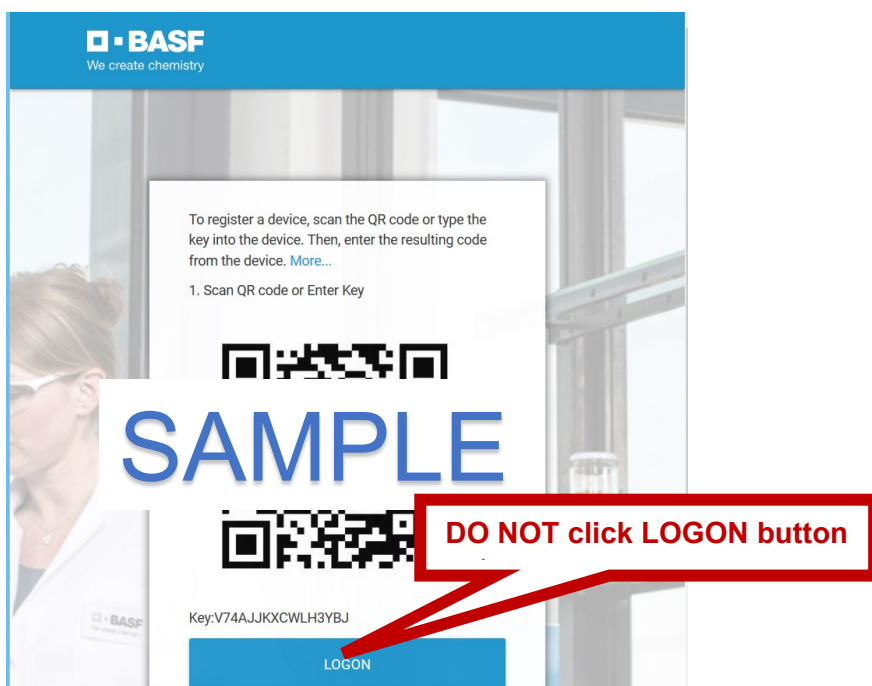 BASF
We create chemistry
To register a device, scan the QR code or type the
key into the device. Then, enter the resulting code
from the device. More...
1. Scan QR code or Enter Key
SAMPLE
DO NOT click LOGON button
BASF
Key:V74AJJKXCWLH3YBJ
LOGON